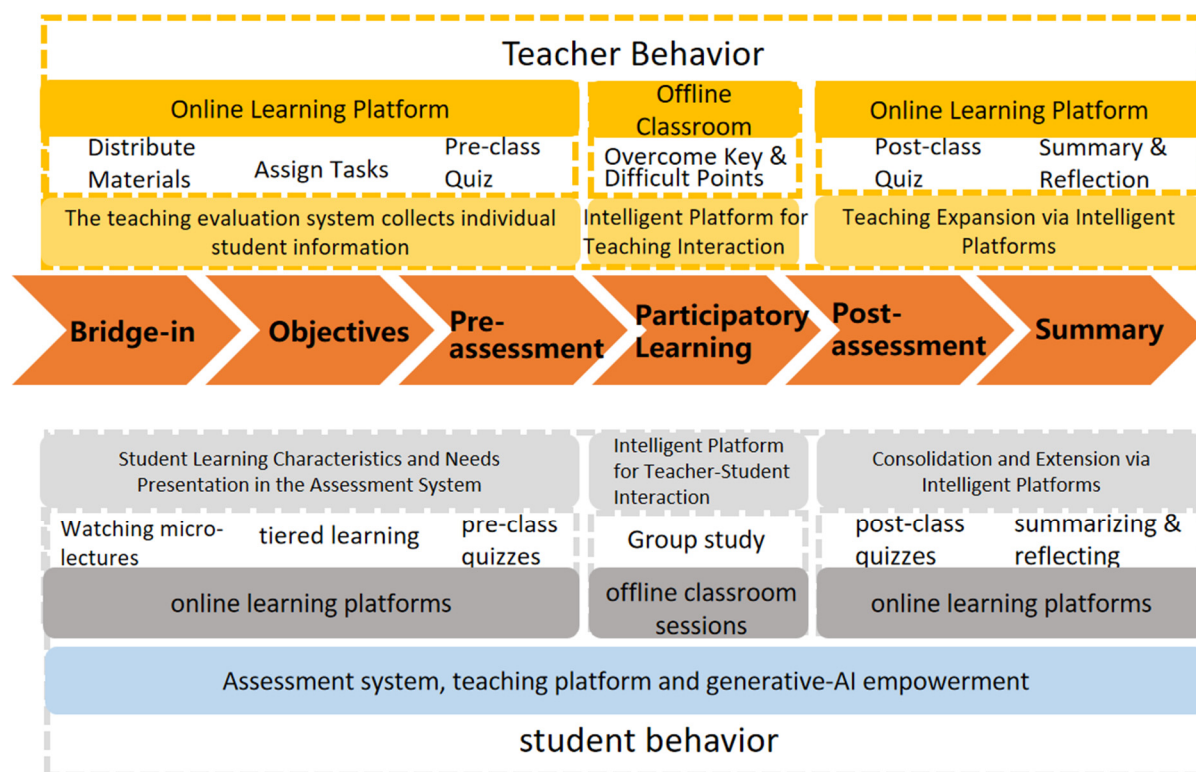 Teacher Behavior
Online Learning Platform
Offline
Classroom
Online Learning Platform
Distribute
Materials
Assign Tasks
Pre-class
Quiz
Overcome Key &
Difficult Points
Post-class
Quiz
Summary &
Reflection
The teaching evaluation system collects individual
student information
Intelligent Platform for
Teaching Interaction
Teaching Expansion via Intelligent
Platforms
Bridge-in
Objectives
Pre-
assessment
Participatory
Learning
Post-
assessment
Summary
Student Learning Characteristics and Needs
Presentation in the Assessment System
Intelligent Platform
for Teacher-Student
Interaction
Consolidation and Extension via
Intelligent Platforms
Watching micro-
lectures
tiered learning
pre-class
quizzes
Group study
post-class
quizzes
summarizing &
reflecting
online learning platforms
offline classroom
sessions
online learning platforms
Assessment system, teaching platform and generative-AI empowerment
student behavior